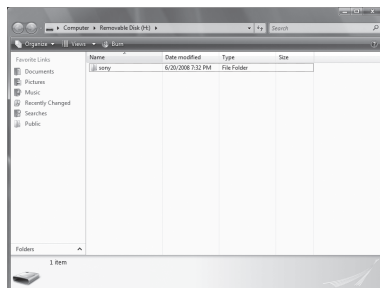 Computer ▸ Removable Disk (H:) ▸ Search
Organize Views Burn
Favorite Links
Documents
Pictures
Music
Recently Changed
Searches
Public
Folders
Name Date modified Type Size
sony 6/20/2008 7:32 PM File Folder
1 item